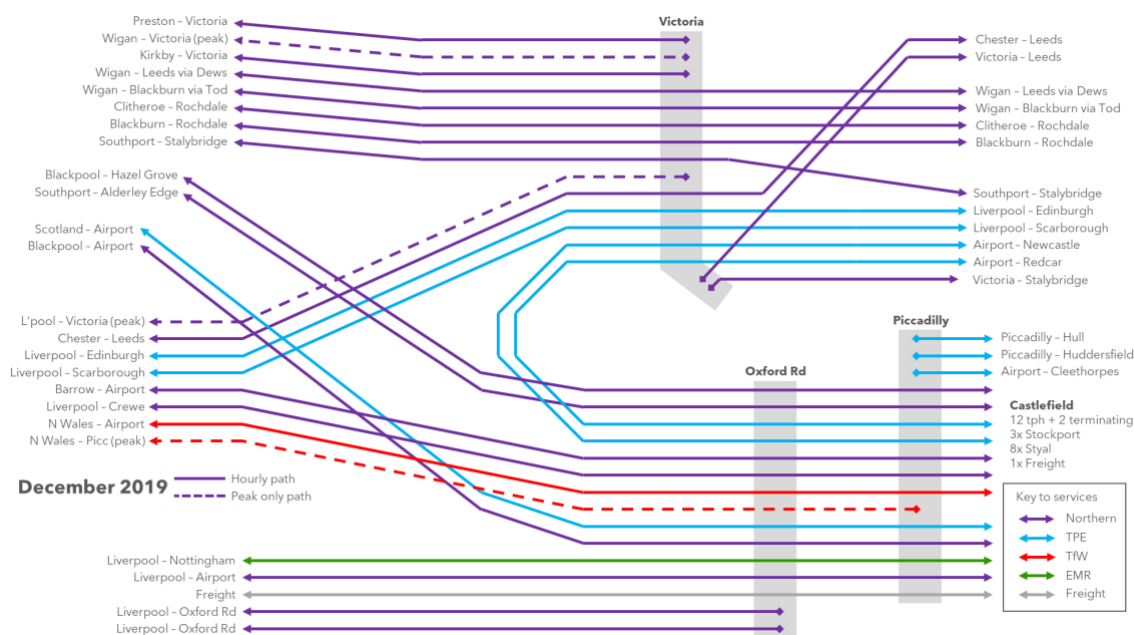 Preston – Victoria
Wigan – Victoria (peak)
Kirkby – Victoria
Wigan – Leeds via Dews
Wigan – Blackburn via Tod
Clitheroe – Rochdale
Blackburn – Rochdale
Southport – Stalybridge
Blackpool – Hazel Grove
Southport – Alderley Edge
Scotland – Airport
Blackpool – Airport
L'pool – Victoria (peak)
Chester – Leeds
Liverpool – Edinburgh
Liverpool – Scarborough
Barrow – Airport
Liverpool – Crewe
N Wales – Airport
N Wales – Picc (peak)
December 2019
Hourly path
Peak only path
Liverpool – Nottingham
Liverpool – Airport
Freight
Liverpool – Oxford Rd
Liverpool – Oxford Rd
Victoria
Oxford Rd
Piccadilly
Chester – Leeds
Victoria – Leeds
Wigan – Leeds via Dews
Wigan – Blackburn via Tod
Clitheroe – Rochdale
Blackburn – Rochdale
Southport – Stalybridge
Liverpool – Edinburgh
Liverpool – Scarborough
Airport – Newcastle
Airport – Redcar
Victoria – Stalybridge
Piccadilly – Hull
Piccadilly – Huddersfield
Airport – Cleethorpes
Castlefield
12 tph + 2 terminating
3x Stockport
8x Styal
1x Freight
Key to services
Northern
TPE
TfW
EMR
Freight